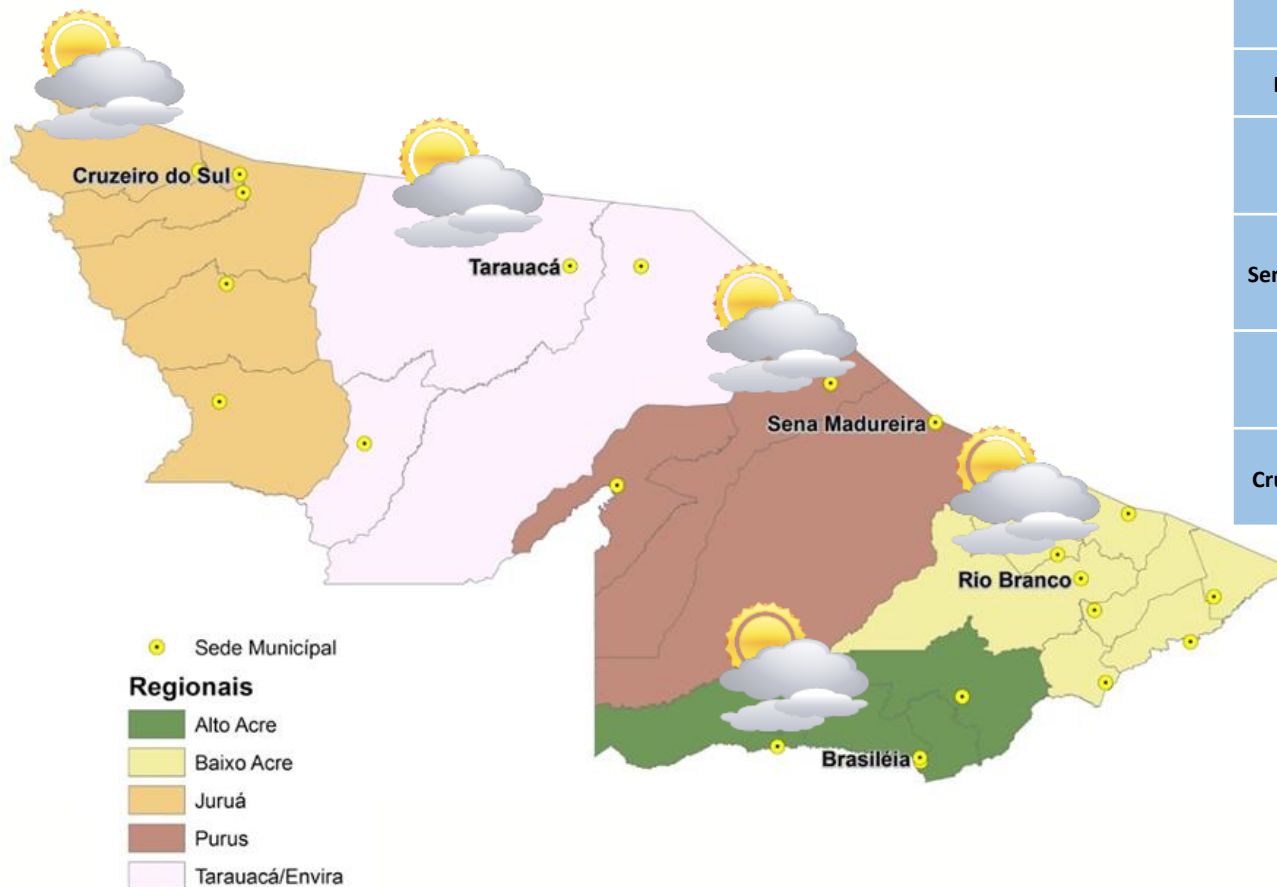 Cruzeiro do Sul
Tarauacá
Sena Madureira
Rio Branco
Brasiléia
Sede Municípal
Regionais
Alto Acre
Baixo Acre
Juruá
Purus
Tarauacá/Envira